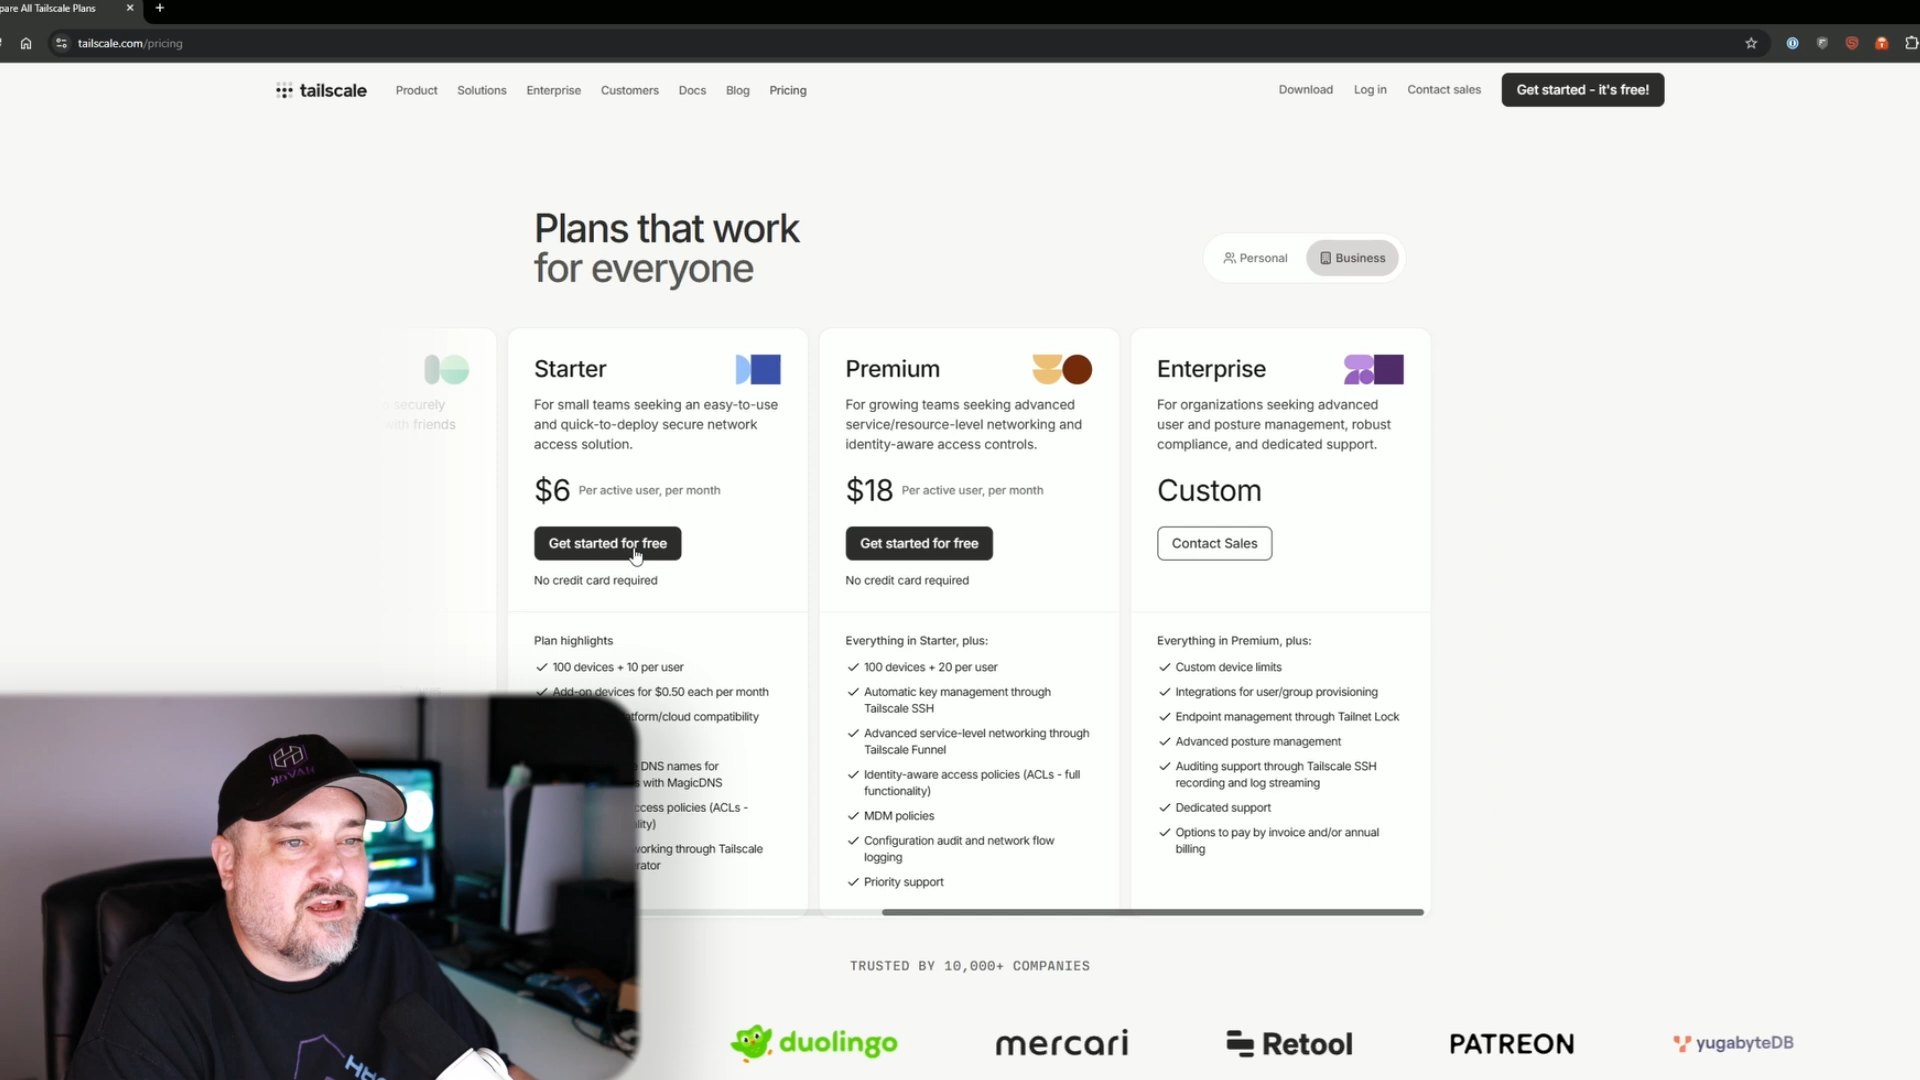 pare All Tailscale Plans
tailscale.com/pricing
tailscale
Product
Solutions
Enterprise
Customers
Docs
Blog
Pricing
Download
Log in
Contact sales
Get started - it's free!
Plans that work
for everyone
Personal
Business
securely
with friends
Starter
For small teams seeking an easy-to-use
and quick-to-deploy secure network
access solution.
$6 Per active user, per month
Get started for free
No credit card required
Plan highlights
100 devices + 10 per user
Add-on devices for $0.50 each per month
tform/cloud compatibility
DNS names for
s with MagicDNS
ccess policies (ACLs -
lity)
working through Tailscale
rator
Premium
For growing teams seeking advanced
service/resource-level networking and
identity-aware access controls.
$18 Per active user, per month
Get started for free
No credit card required
Everything in Starter, plus:
100 devices + 20 per user
Automatic key management through
Tailscale SSH
Advanced service-level networking through
Tailscale Funnel
Identity-aware access policies (ACLs - full
functionality)
MDM policies
Configuration audit and network flow
logging
Priority support
Enterprise
For organizations seeking advanced
user and posture management, robust
compliance, and dedicated support.
Custom
Contact Sales
Everything in Premium, plus:
Custom device limits
Integrations for user/group provisioning
Endpoint management through Tailnet Lock
Advanced posture management
Auditing support through Tailscale SSH
recording and log streaming
Dedicated support
Options to pay by invoice and/or annual
billing
TRUSTED BY 10,000+ COMPANIES
duolingo
mercari
Retool
PATREON
yugabyteDB